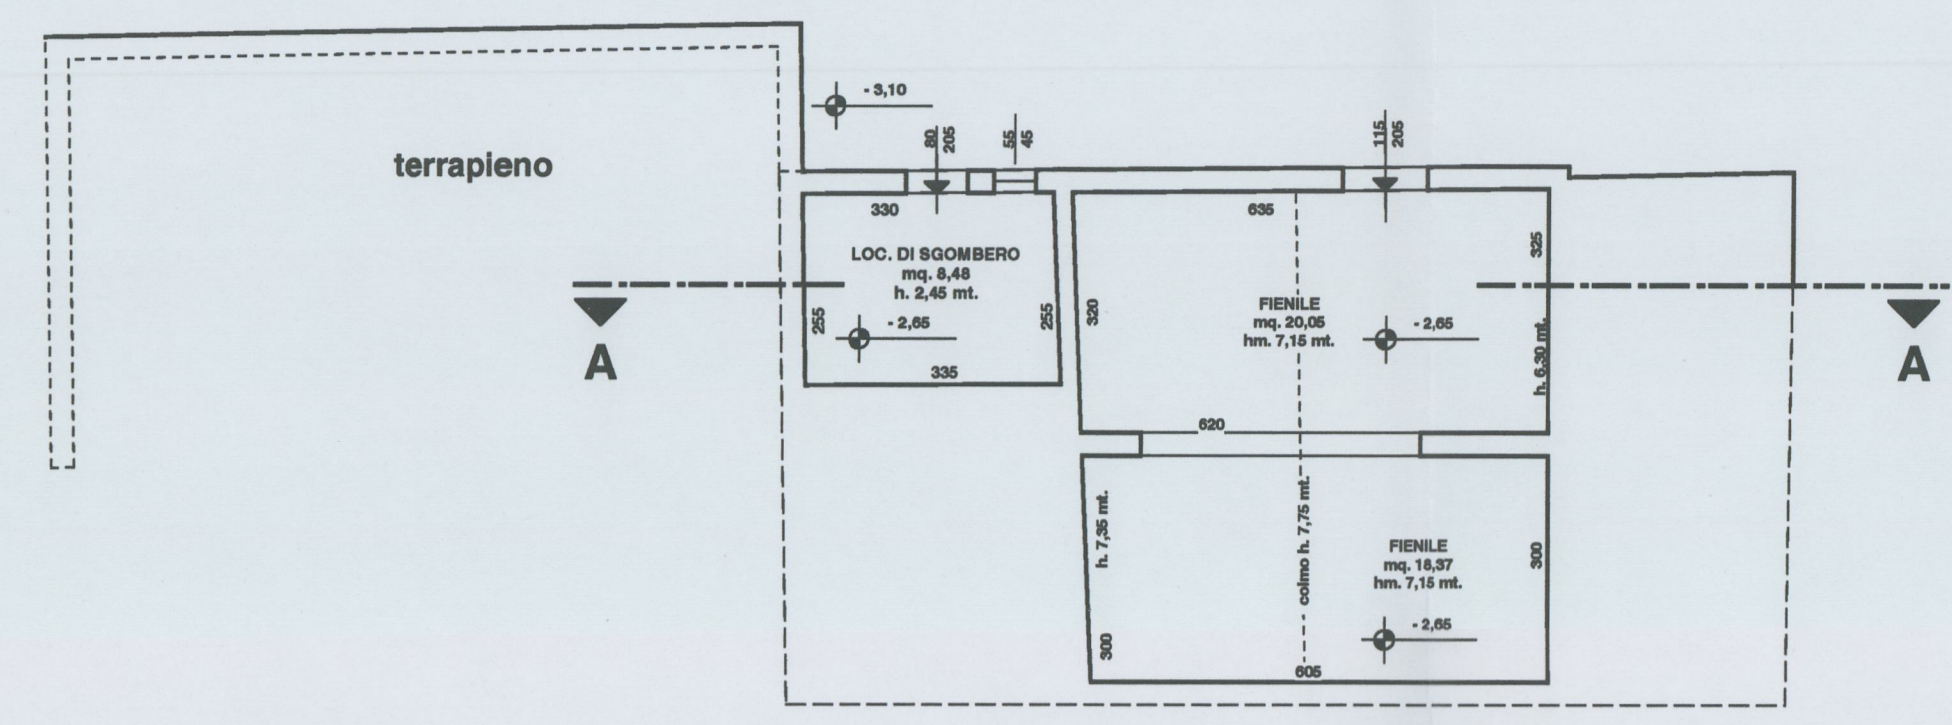 - 3,10
80
205
55
45
115
205
terrapieno
330
635
LOC. DI SGOMBERO
mq. 8,48
h. 2,45 mt.
325
255
- 2,65
255
320
FIENILE
mq. 20,05
hm. 7,15 mt.
- 2,65
h. 6.30 mt.
A
A
335
620
h. 7,35 mt.
colmo h. 7,75 mt.
FIENILE
mq. 18,37
hm. 7,15 mt.
300
- 2,65
300
605